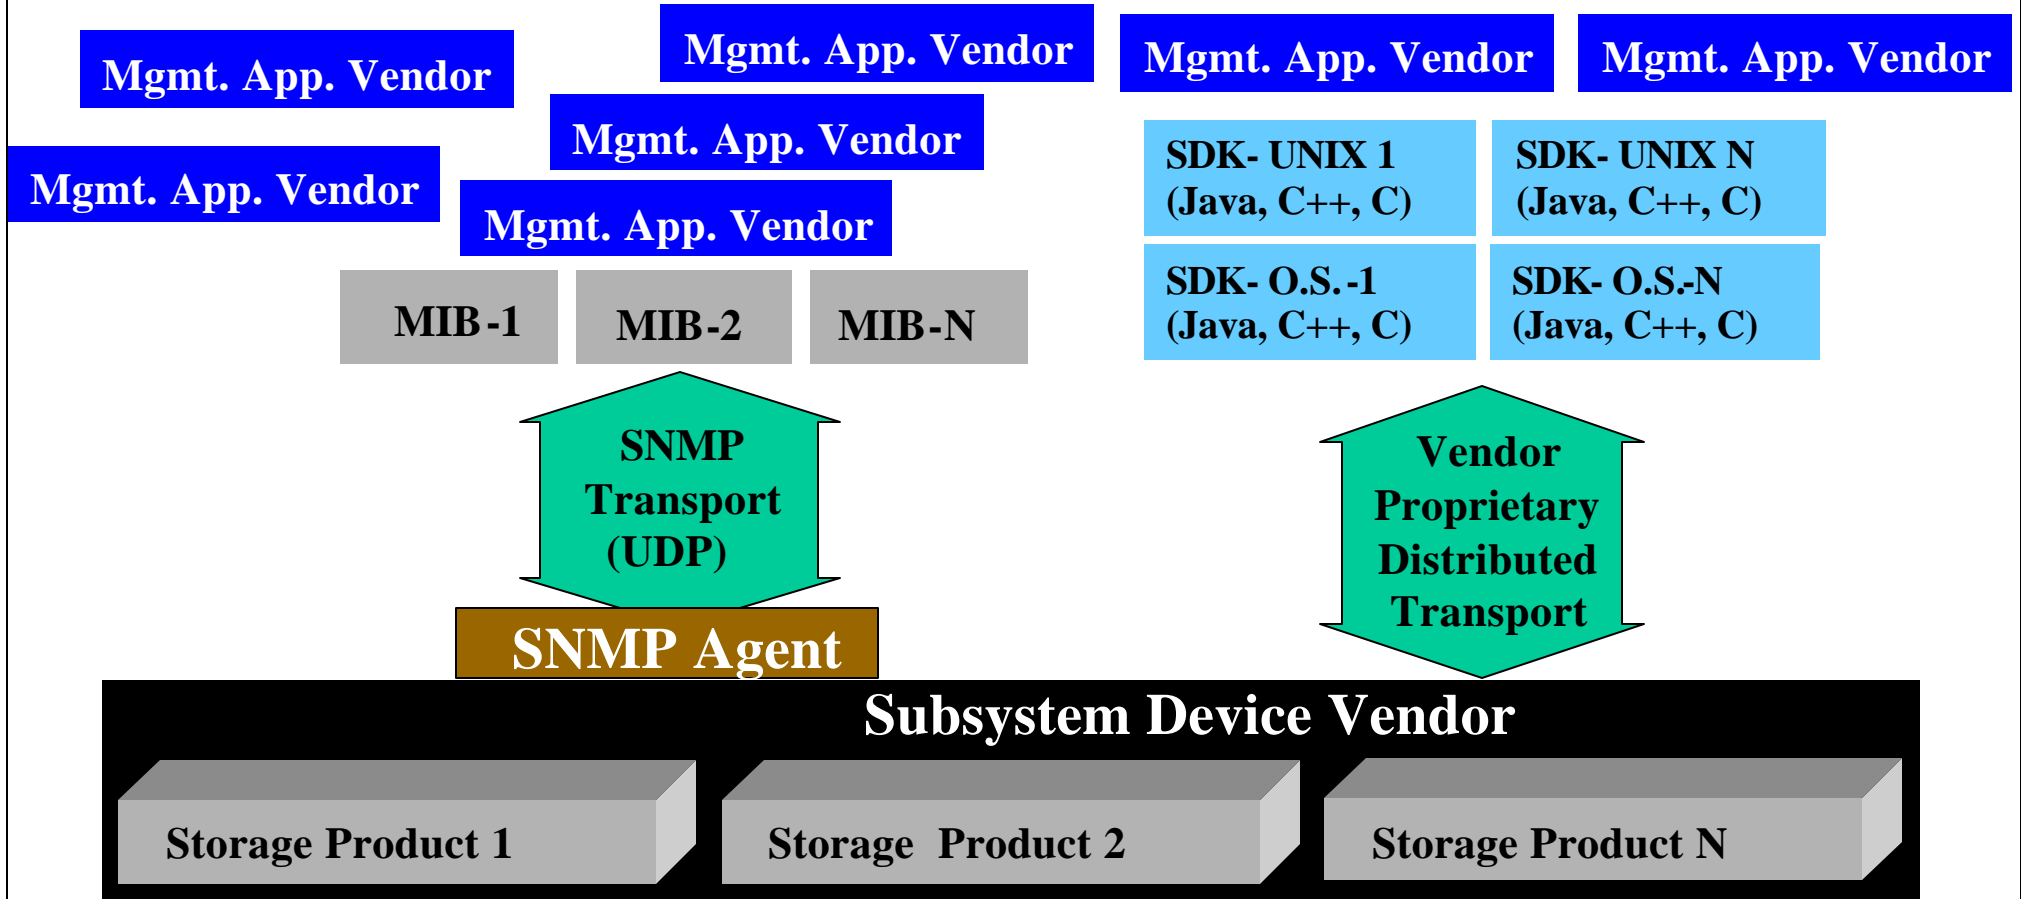 Mgmt. App. Vendor
Mgmt. App. Vendor
Mgmt. App. Vendor
Mgmt. App. Vendor
Mgmt. App. Vendor
Mgmt. App. Vendor
Mgmt. App. Vendor
MIB-1
MIB-2
MIB-N
SDK- UNIX 1
(Java, C++, C)
SDK- UNIX N
(Java, C++, C)
SDK- O.S.-1
(Java, C++, C)
SDK- O.S.-N
(Java, C++, C)
SNMP
Transport
(UDP)
Vendor
Proprietary
Distributed
Transport
SNMP Agent
Subsystem Device Vendor
Storage Product 1
Storage Product 2
Storage Product N